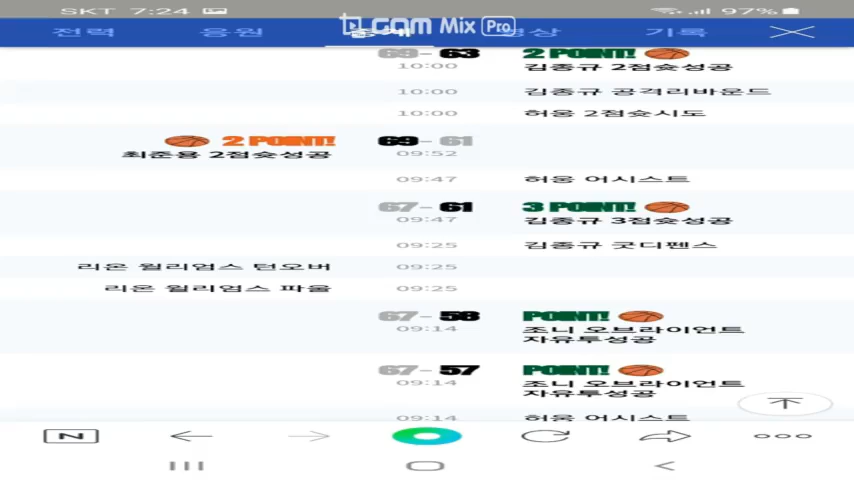 SKT 7:24 97%
GOM Mix Pro
전력 응원 중계 영상 기록
69 - 63 2 POINT!
10:00 김종규 2점슛성공
10:00 김종규 공격리바운드
10:00 허웅 2점슛시도
2 POINT! 69 - 61
최준용 2점슛성공 09:52
09:47 허웅 어시스트
67 - 61 3 POINT!
09:47 김종규 3점슛성공
09:25 김종규 굿디펜스
리온 윌리엄스 턴오버 09:25
리온 윌리엄스 파울 09:25
67 - 58 POINT!
09:14 조니 오브라이언트
자유투성공
67 - 57 POINT!
09:14 조니 오브라이언트
자유투성공
09:14 허웅 어시스트
N